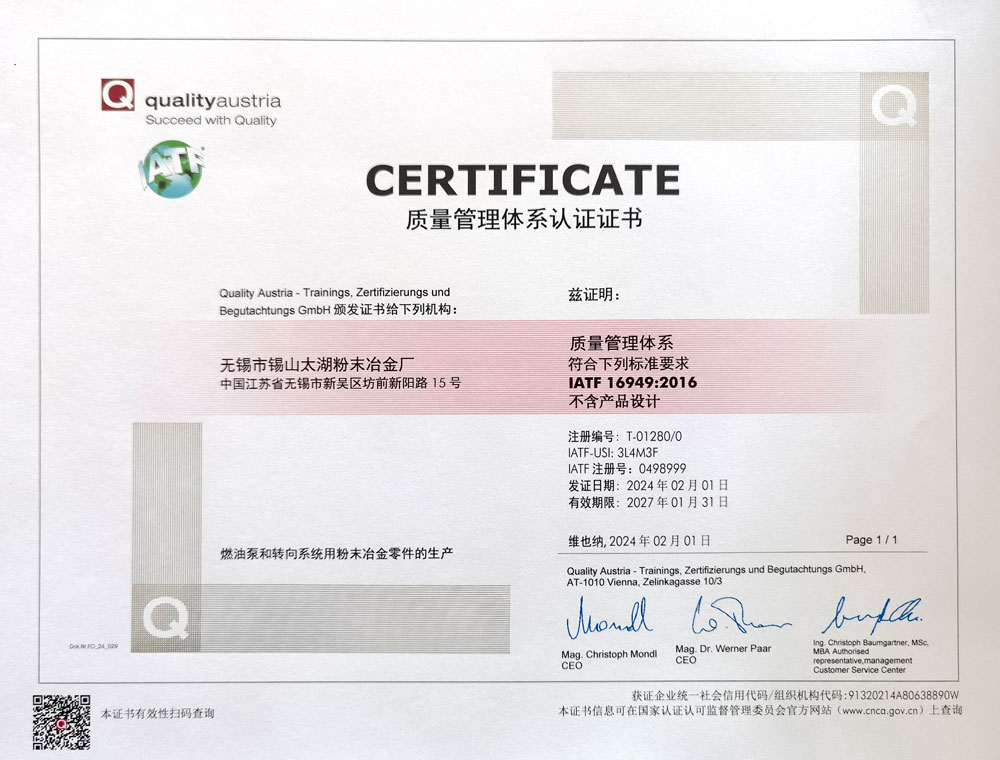 qualityaustria
Succeed with Quality
IATF
CERTIFICATE
质量管理体系认证证书
Quality Austria - Trainings, Zertifizierungs und
Begutachtungs GmbH 颁发证书给下列机构：
无锡市锡山太湖粉末冶金厂
中国江苏省无锡市新吴区坊前新阳路 15 号
燃油泵和转向系统用粉末冶金零件的生产
兹证明：
质量管理体系
符合下列标准要求
IATF 16949:2016
不含产品设计
注册编号：T-01280/0
IATF-USI: 3L4M3F
IATF 注册号：0498999
发证日期：2024 年 02 月 01 日
有效期限：2027 年 01 月 31 日
维也纳, 2024 年 02 月 01 日
Page 1 / 1
Quality Austria - Trainings, Zertifizierungs und Begutachtungs GmbH,
AT-1010 Vienna, Zelinkagasse 10/3
Mag. Christoph Mondl
CEO
Mag. Dr. Werner Paar
CEO
Ing. Christoph Baumgartner, MSc,
MBA Authorised
representative,management
Customer Service Center
Q
Q
Q
Dok.Nr.FO_24_029
本证书有效性扫码查询
获证企业统一社会信用代码/组织机构代码:91320214A80638890W
本证书信息可在国家认证认可监督管理委员会官方网站（www.cnca.gov.cn）上查询